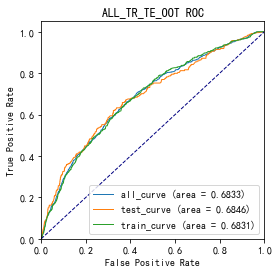 ALL_TR_TE_OOT ROC
True Positive Rate
1.0
0.8
0.6
0.4
0.2
0.0
all_curve (area = 0.6833)
test_curve (area = 0.6846)
train_curve (area = 0.6831)
0.0 0.2 0.4 0.6 0.8 1.0
False Positive Rate